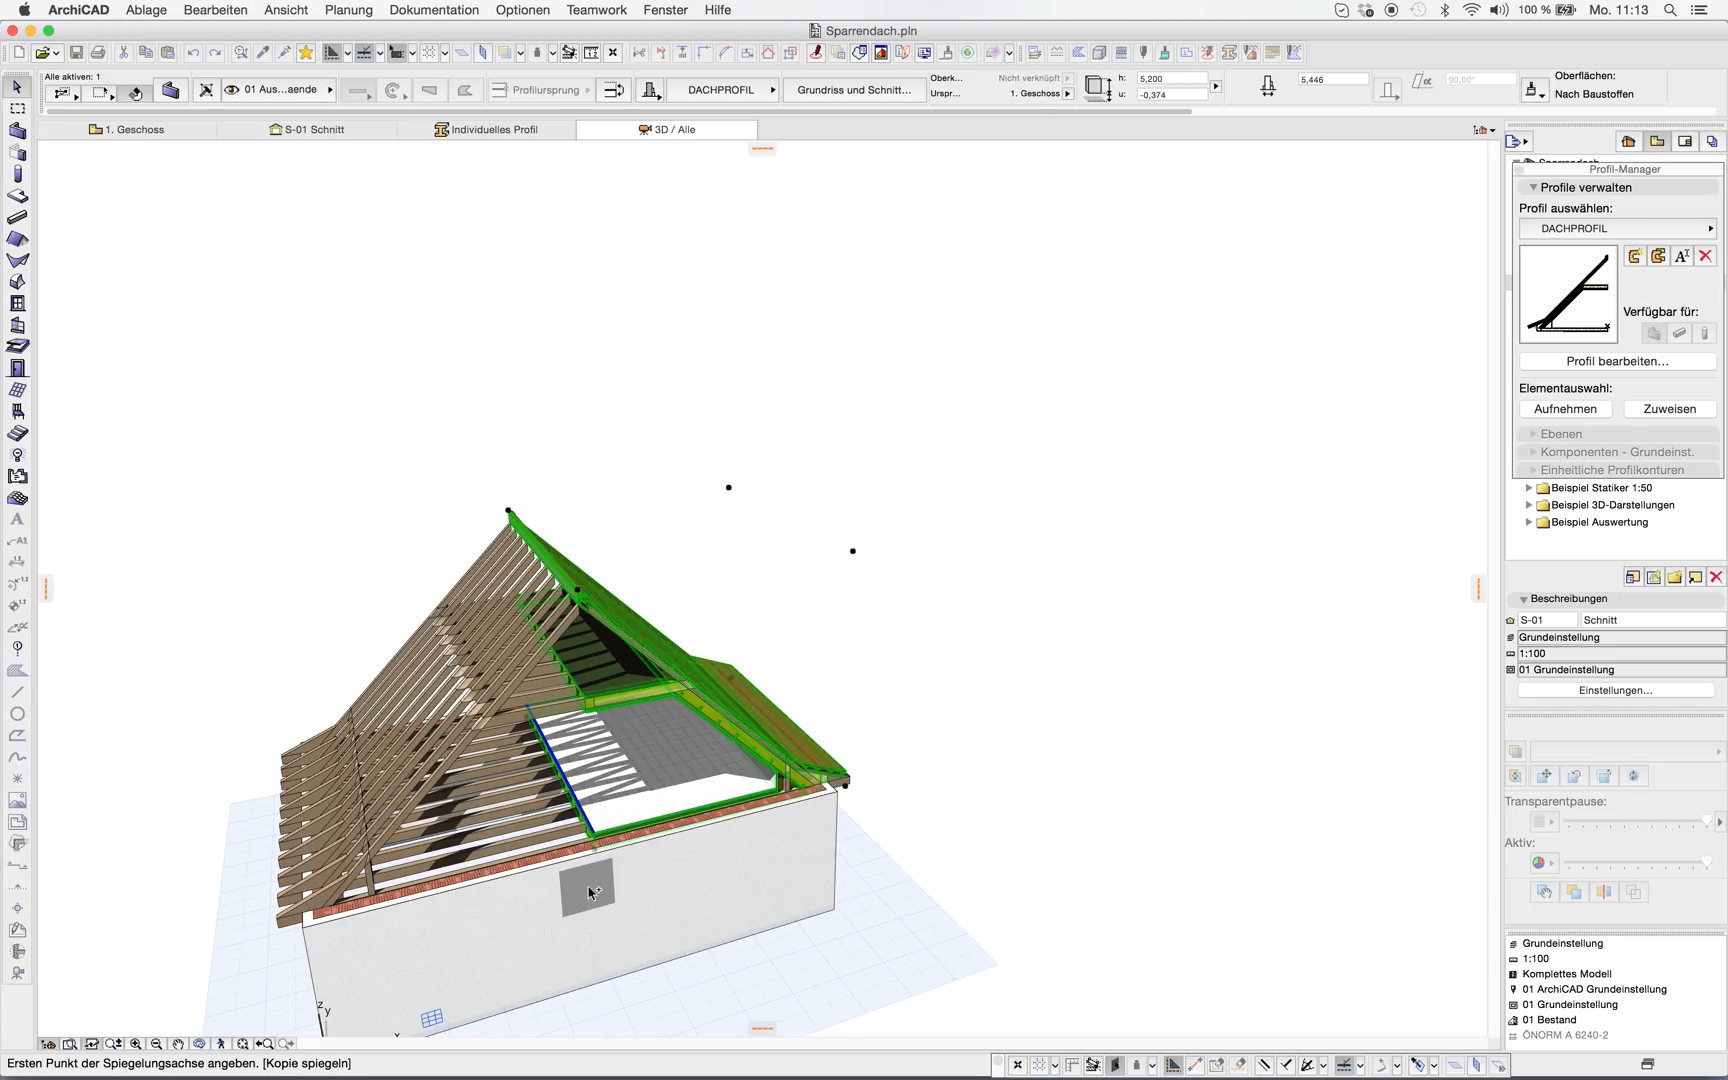 ArchiCAD Ablage Bearbeiten Ansicht Planung Dokumentation Optionen Teamwork Fenster Hilfe 100 % Mo. 11:13
Sparrendach.pln
Alle aktiven: 1
01 Aus...aende
Profilursprung
DACHPROFIL
Grundriss und Schnitt...
Oberk... Nicht verknüpft
Urspr... 1. Geschoss
h: 5,200
u: -0,374
5,446
90,00°
Oberflächen:
Nach Baustoffen
1. Geschoss
S-01 Schnitt
Individuelles Profil
3D / Alle
Profil-Manager
Profile verwalten
Profil auswählen:
DACHPROFIL
Verfügbar für:
Profil bearbeiten...
Elementauswahl:
Aufnehmen Zuweisen
Ebenen
Komponenten - Grundeinst.
Einheitliche Profilkonturen
Beispiel Statiker 1:50
Beispiel 3D-Darstellungen
Beispiel Auswertung
Beschreibungen
S-01 Schnitt
Grundeinstellung
1:100
01 Grundeinstellung
Einstellungen...
Transparentpause:
Aktiv:
Grundeinstellung
1:100
Komplettes Modell
01 ArchiCAD Grundeinstellung
01 Grundeinstellung
01 Bestand
ÖNORM A 6240-2
z
y
Ersten Punkt der Spiegelungsachse angeben. [Kopie spiegeln]